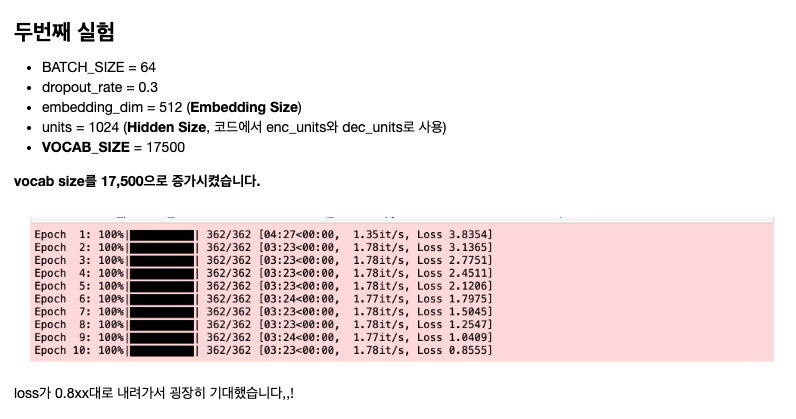 두번째 실험
BATCH_SIZE = 64
dropout_rate = 0.3
embedding_dim = 512 (Embedding Size)
units = 1024 (Hidden Size, 코드에서 enc_units와 dec_units로 사용)
VOCAB_SIZE = 17500
vocab size를 17,500으로 증가시켰습니다.
Epoch  1: 100%|██████████| 362/362 [04:27<00:00,  1.35it/s, Loss 3.8354]
Epoch  2: 100%|██████████| 362/362 [03:23<00:00,  1.78it/s, Loss 3.1365]
Epoch  3: 100%|██████████| 362/362 [03:23<00:00,  1.78it/s, Loss 2.7751]
Epoch  4: 100%|██████████| 362/362 [03:23<00:00,  1.78it/s, Loss 2.4511]
Epoch  5: 100%|██████████| 362/362 [03:23<00:00,  1.78it/s, Loss 2.1206]
Epoch  6: 100%|██████████| 362/362 [03:24<00:00,  1.77it/s, Loss 1.7975]
Epoch  7: 100%|██████████| 362/362 [03:23<00:00,  1.78it/s, Loss 1.5045]
Epoch  8: 100%|██████████| 362/362 [03:23<00:00,  1.78it/s, Loss 1.2547]
Epoch  9: 100%|██████████| 362/362 [03:24<00:00,  1.77it/s, Loss 1.0409]
Epoch 10: 100%|██████████| 362/362 [03:23<00:00,  1.78it/s, Loss 0.8555]
loss가 0.8xx대로 내려가서 굉장히 기대했습니다,,!